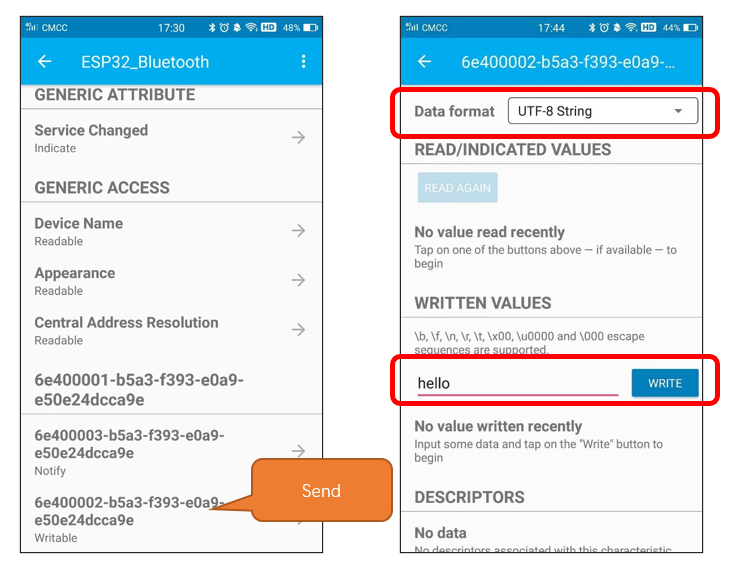 CMCC 17:30 HD 48%
ESP32_Bluetooth
GENERIC ATTRIBUTE
Service Changed
Indicate
GENERIC ACCESS
Device Name
Readable
Appearance
Readable
Central Address Resolution
Readable
6e400001-b5a3-f393-e0a9-
e50e24dcca9e
6e400003-b5a3-f393-e0a9-
e50e24dcca9e
Notify
6e400002-b5a3-f393-e0a9-
e50e24dcca9e
Writable
Send
CMCC 17:44 HD 44%
6e400002-b5a3-f393-e0a9-...
Data format UTF-8 String
READ/INDICATED VALUES
READ AGAIN
No value read recently
Tap on one of the buttons above — if available — to
begin
WRITTEN VALUES
\b, \f, \n, \r, \t, \x00, \u0000 and \000 escape
sequences are supported.
hello WRITE
No value written recently
Input some data and tap on the "Write" button to
begin
DESCRIPTORS
No data
No descriptors associated with this characteristic